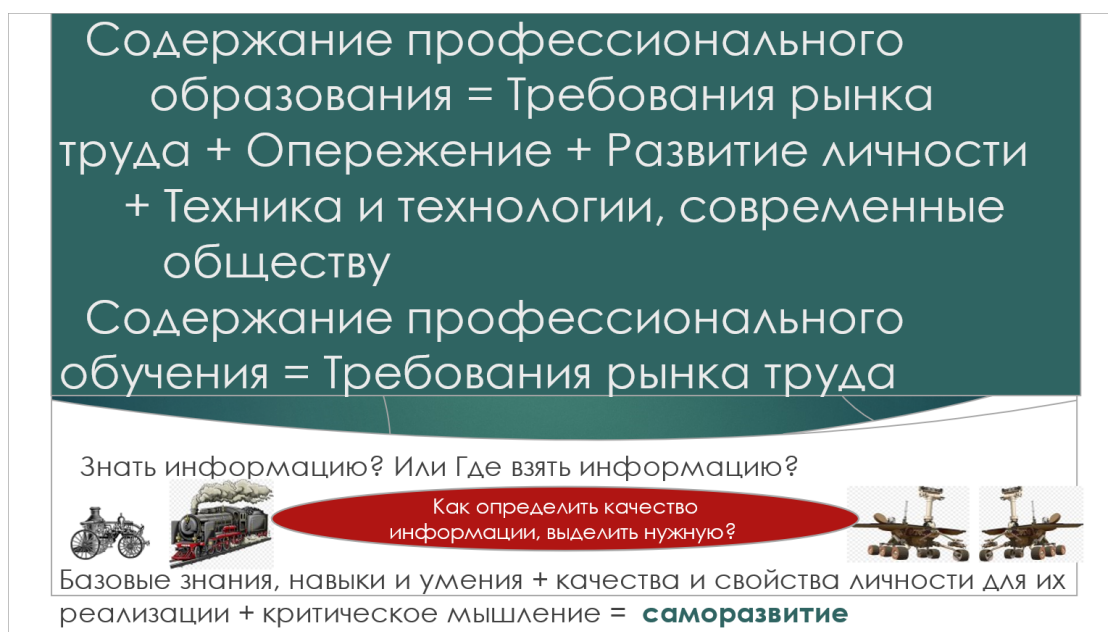 Содержание профессионального
образования = Требования рынка
труда + Опережение + Развитие личности
+ Техника и технологии, современные
обществу
Содержание профессионального
обучения = Требования рынка труда
Знать информацию? Или Где взять информацию?
Как определить качество
информации, выделить нужную?
Базовые знания, навыки и умения + качества и свойства личности для их
реализации + критическое мышление = саморазвитие